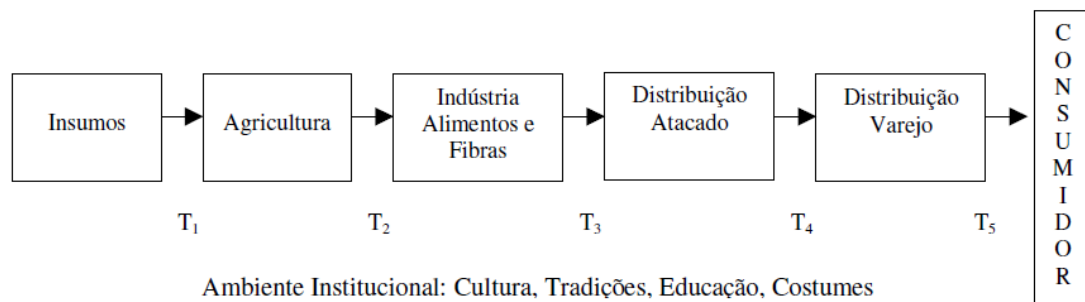 Insumos
Agricultura
Indústria
Alimentos e
Fibras
Distribuição
Atacado
Distribuição
Varejo
C
O
N
S
U
M
I
D
O
R
T1
T2
T3
T4
T5
Ambiente Institucional: Cultura, Tradições, Educação, Costumes